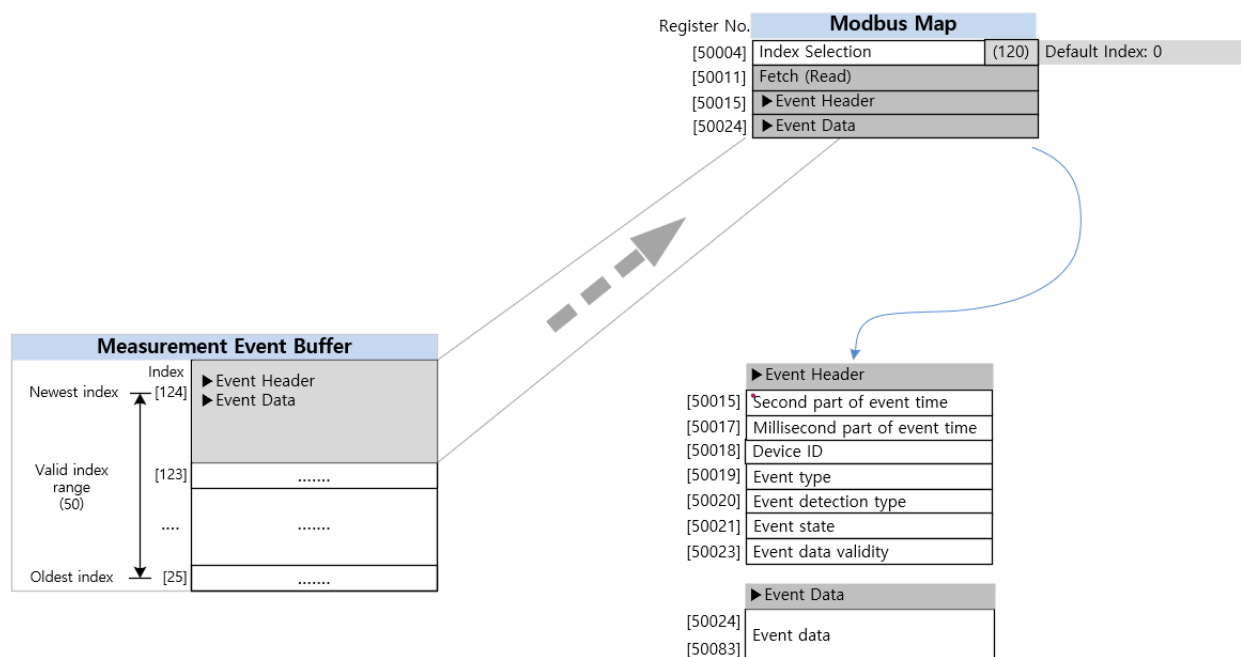 Modbus Map
Register No.
[50004] Index Selection (120) Default Index: 0
[50011] Fetch (Read)
[50015] ▶Event Header
[50024] ▶Event Data
Measurement Event Buffer
Index
Newest index [124] ▶Event Header
▶Event Data
Valid index
range
(50)
[123] .......
.... .......
Oldest index [25] .......
▶Event Header
[50015] Second part of event time
[50017] Millisecond part of event time
[50018] Device ID
[50019] Event type
[50020] Event detection type
[50021] Event state
[50023] Event data validity
▶Event Data
[50024]
Event data
[50083]